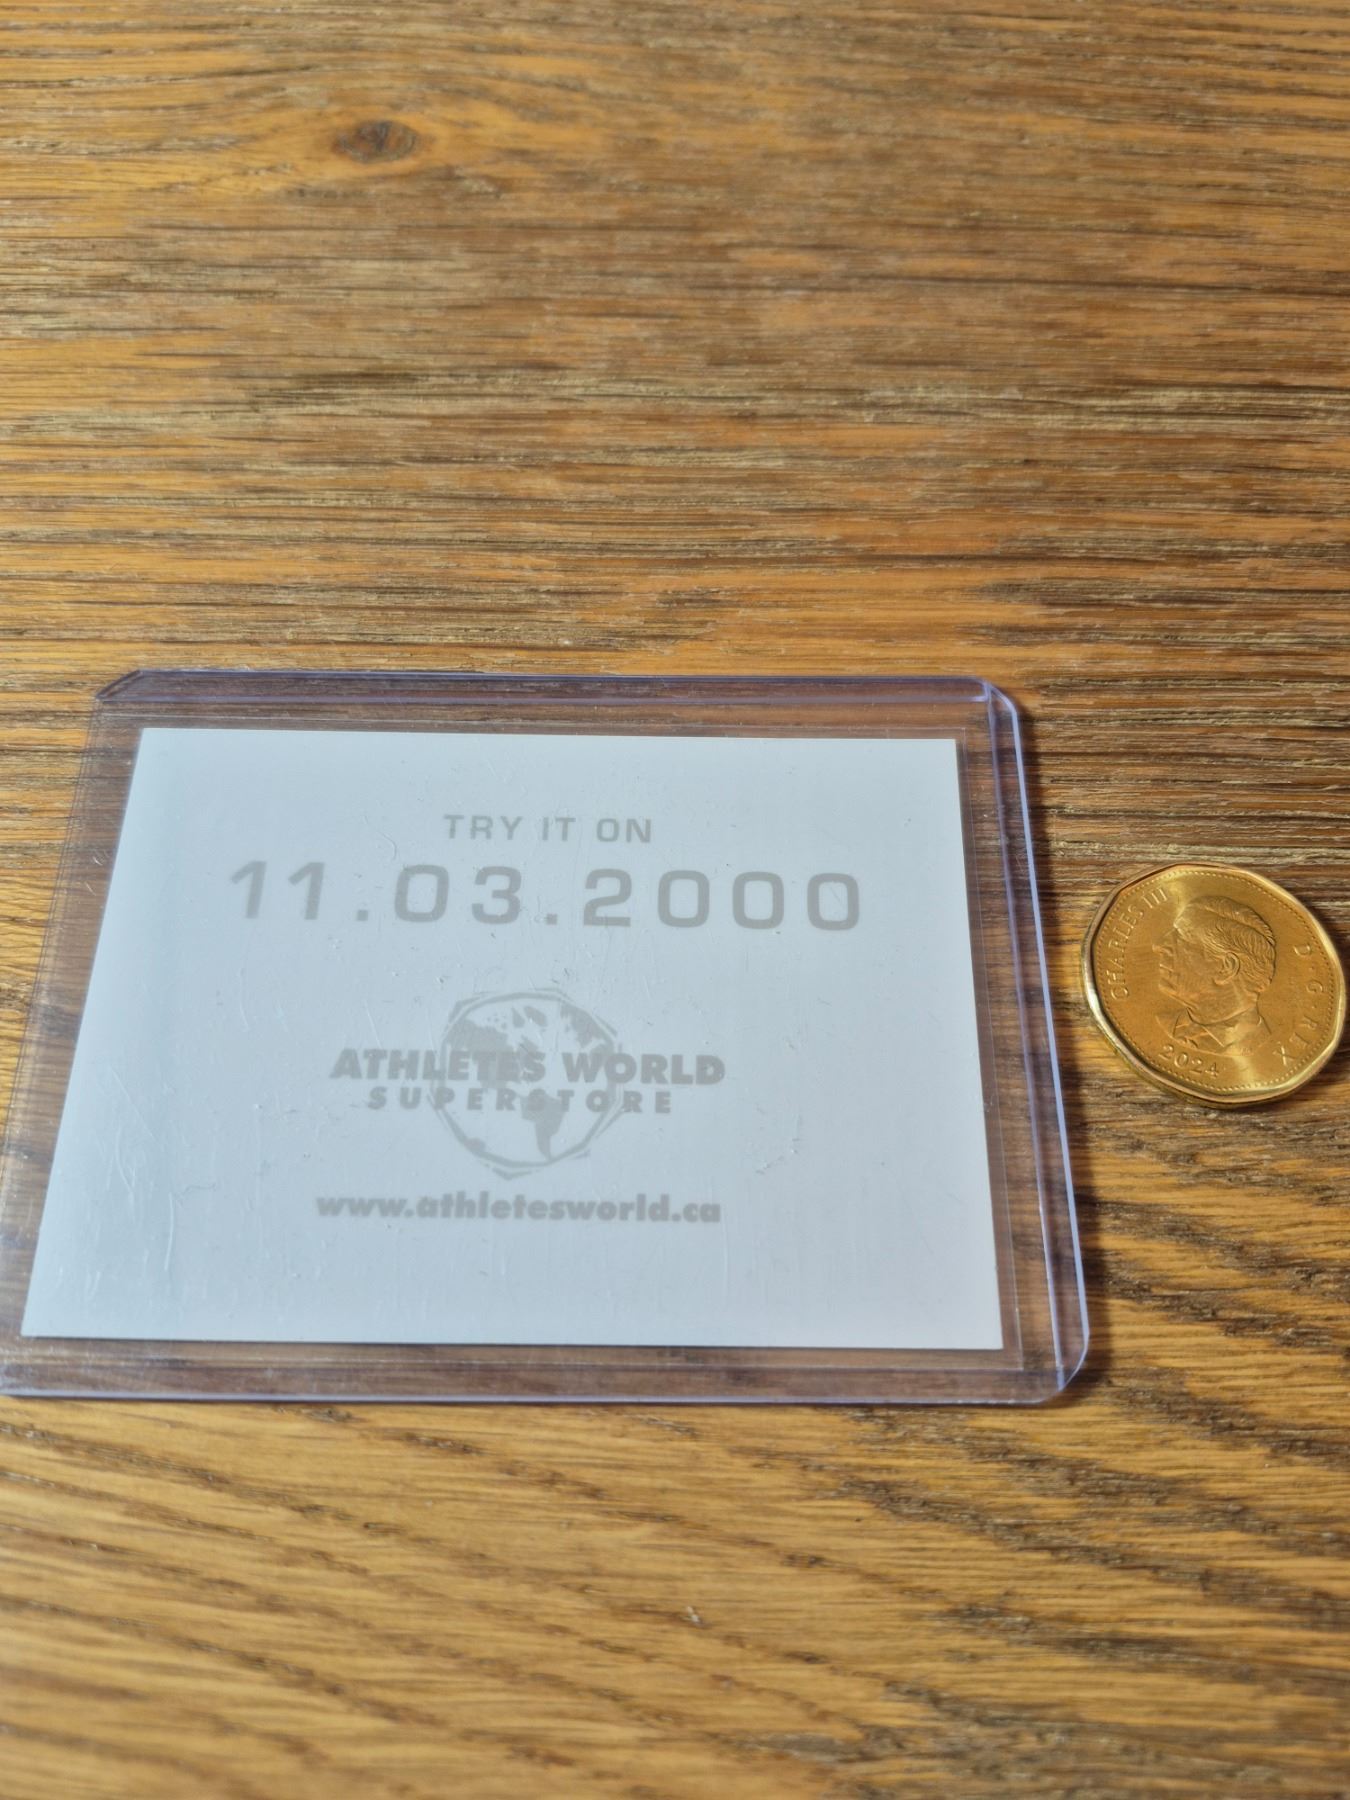 TRY IT ON
11.03.2000
ATHLETES WORLD
SUPERSTORE
www.athletesworld.ca
CHARLES III D·G·REX
2024